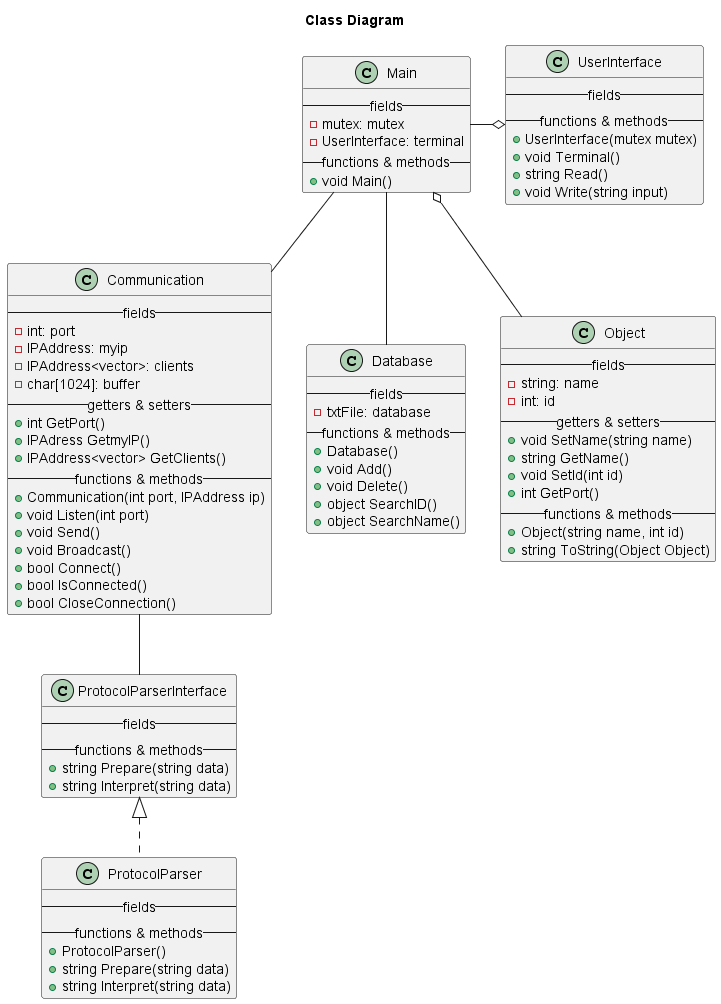 Class Diagram
C Main
fields
mutex: mutex
UserInterface: terminal
functions & methods
void Main()
C UserInterface
fields
functions & methods
UserInterface(mutex mutex)
void Terminal()
string Read()
void Write(string input)
C Communication
fields
int: port
IPAddress: myip
IPAddress<vector>: clients
char[1024]: buffer
getters & setters
int GetPort()
IPAdress GetmyIP()
IPAddress<vector> GetClients()
functions & methods
Communication(int port, IPAddress ip)
void Listen(int port)
void Send()
void Broadcast()
bool Connect()
bool IsConnected()
bool CloseConnection()
C Database
fields
txtFile: database
functions & methods
Database()
void Add()
void Delete()
object SearchID()
object SearchName()
C Object
fields
string: name
int: id
getters & setters
void SetName(string name)
string GetName()
void SetId(int id)
int GetPort()
functions & methods
Object(string name, int id)
string ToString(Object Object)
C ProtocolParserInterface
fields
functions & methods
string Prepare(string data)
string Interpret(string data)
C ProtocolParser
fields
functions & methods
ProtocolParser()
string Prepare(string data)
string Interpret(string data)